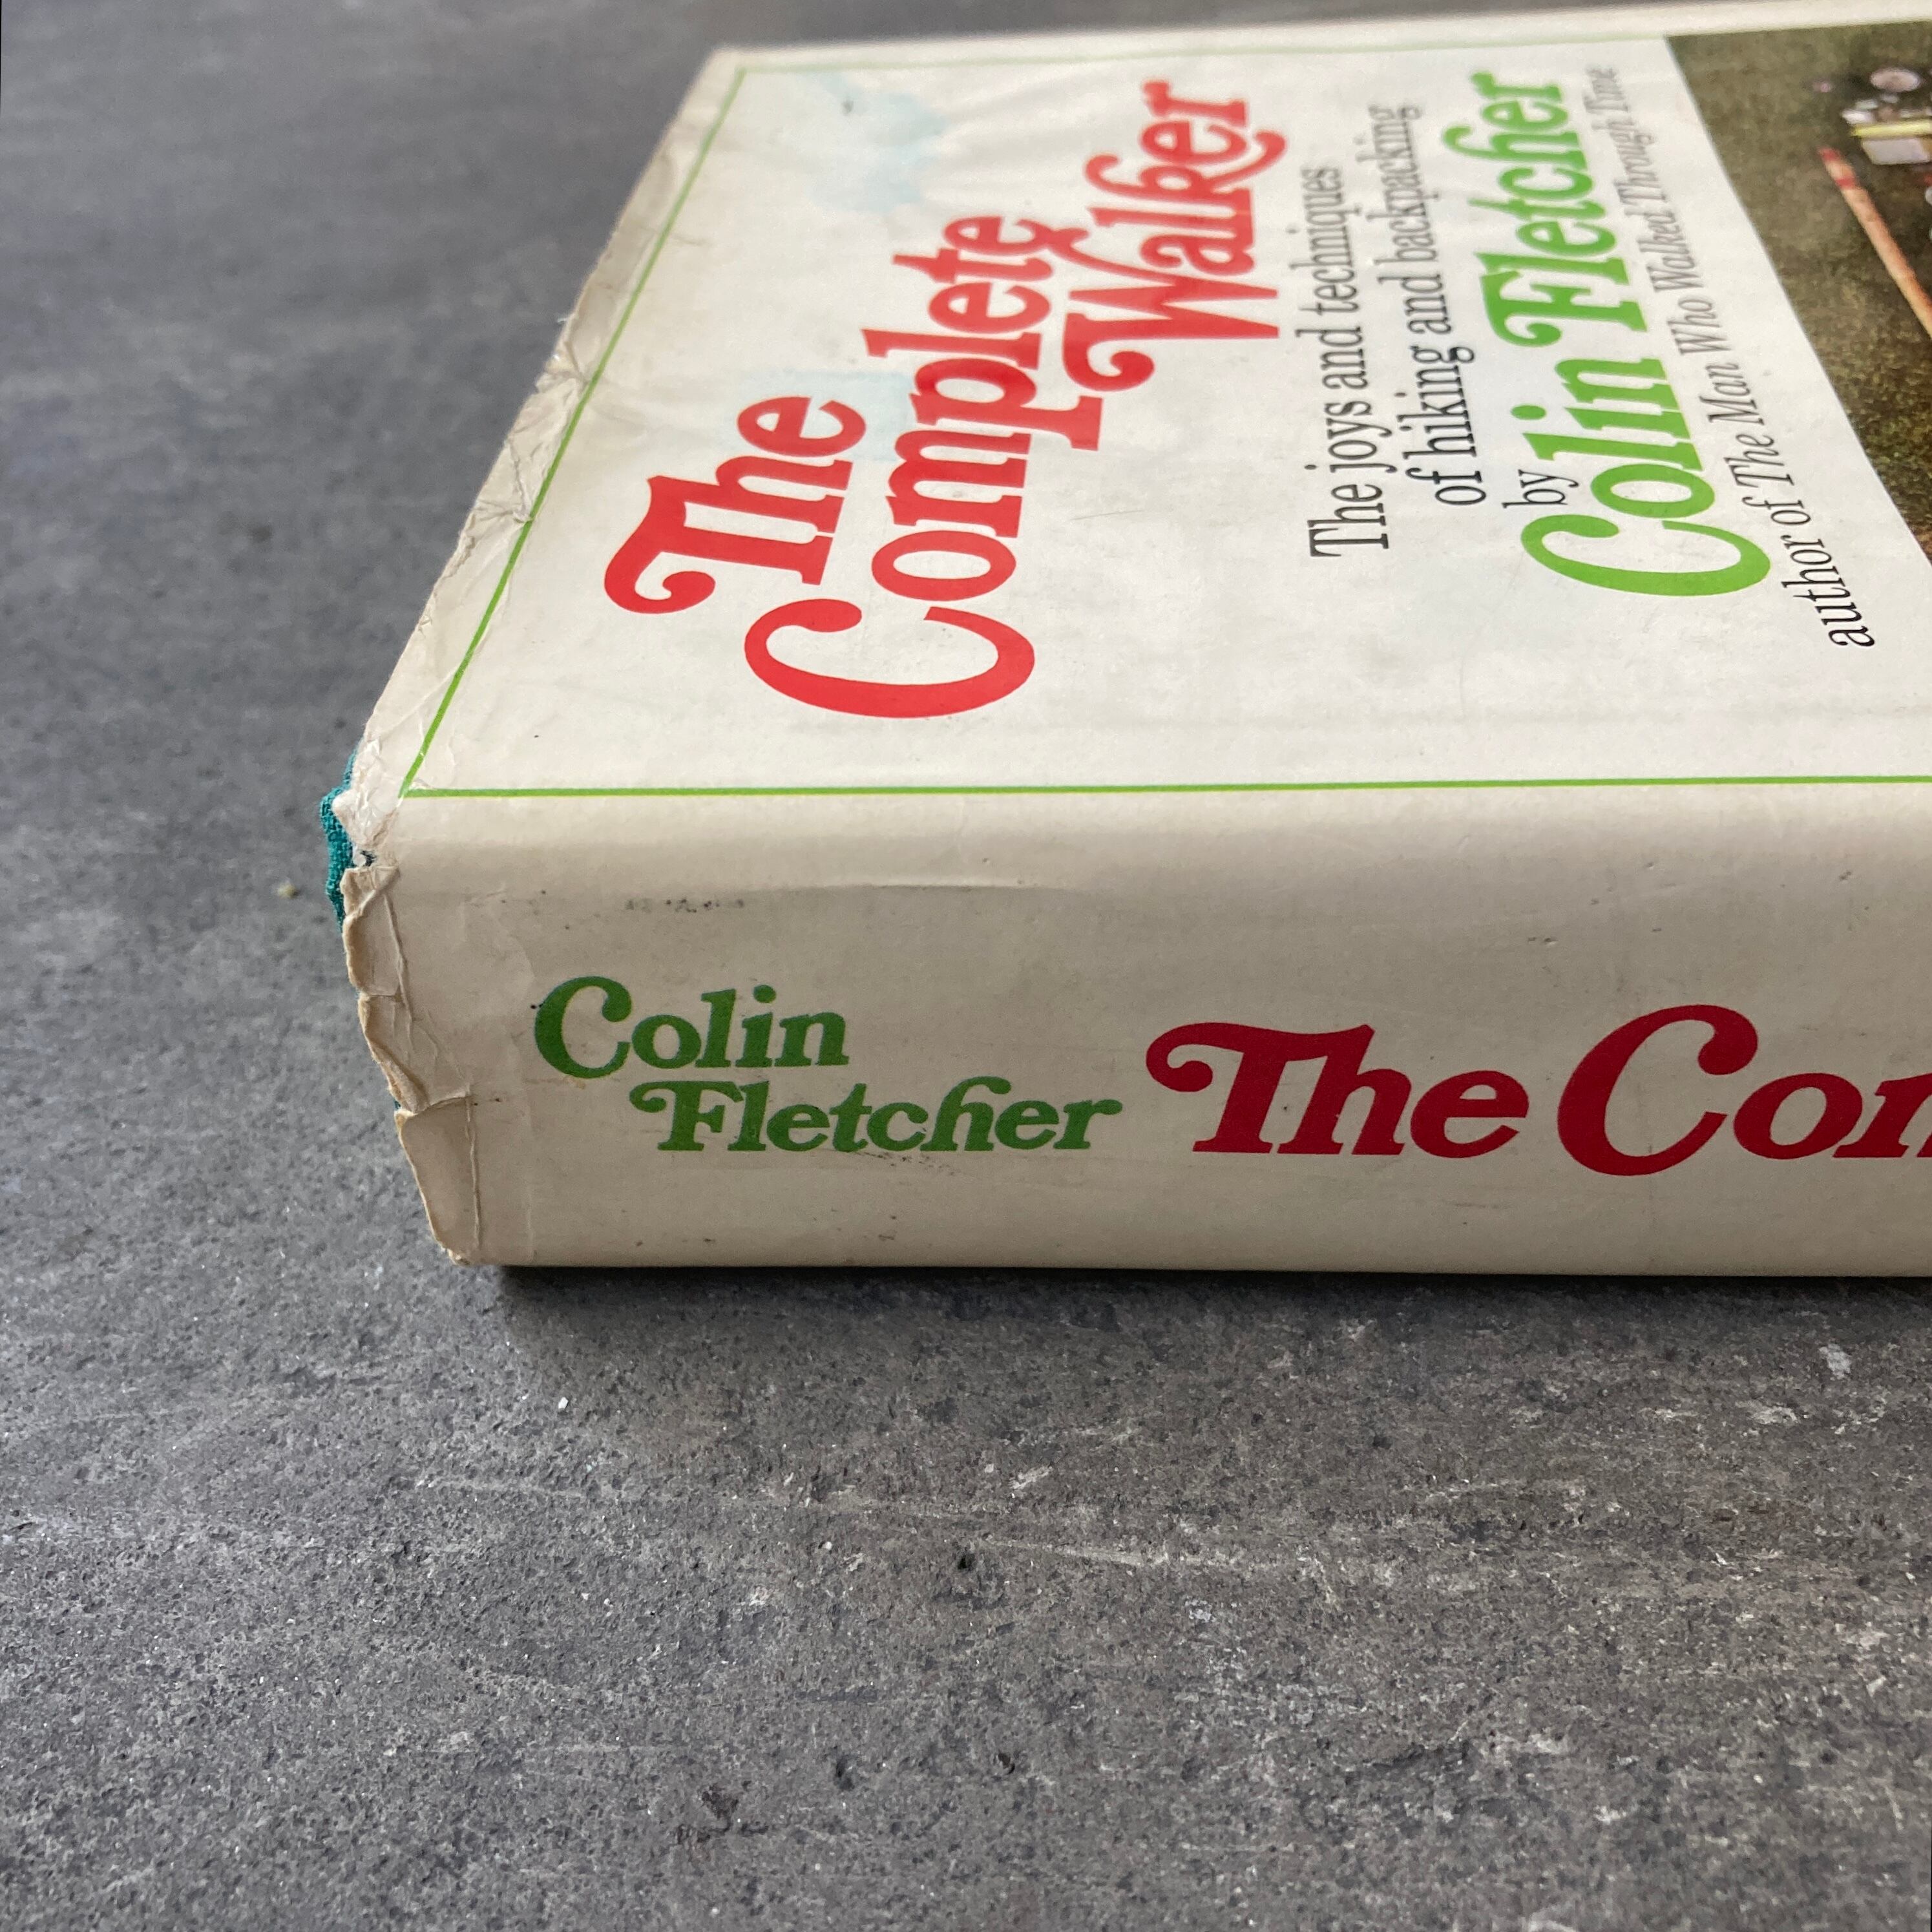 The
Complete
Walker
The joys and techniques
of hiking and backpacking
by
Colin Fletcher
author of The Man Who Walked Through Time
Colin
Fletcher
The Com